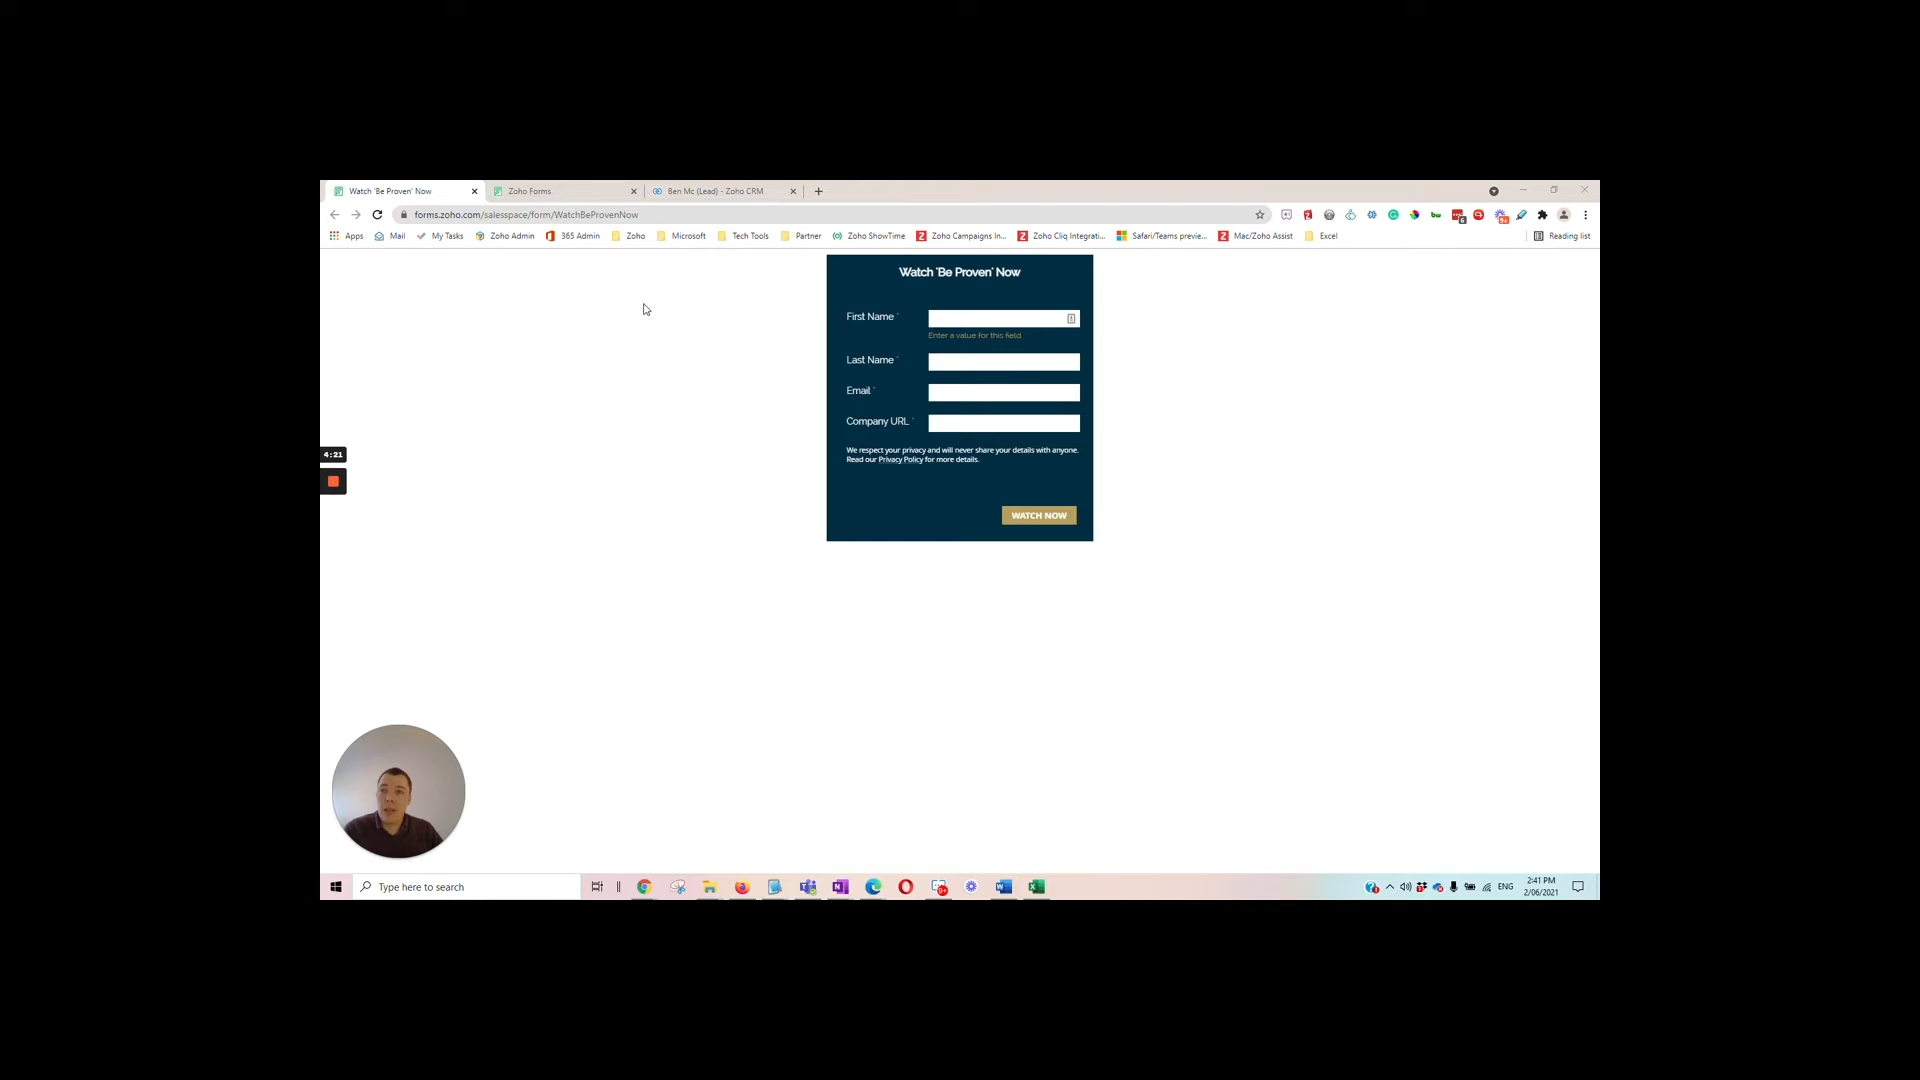 Watch 'Be Proven' Now
Zoho Forms
Ben Mc (Lead) - Zoho CRM
forms.zoho.com/salesspace/form/WatchBeProvenNow
Apps Mail My Tasks Zoho Admin 365 Admin Zoho Microsoft Tech Tools Partner Zoho ShowTime Zoho Campaigns In... Zoho Cliq Integrati... Safari/Teams previe... Mac/Zoho Assist Excel Reading list
Watch 'Be Proven' Now
First Name *
Enter a value for this field.
Last Name *
Email *
Company URL *
We respect your privacy and will never share your details with anyone.
Read our Privacy Policy for more details.
WATCH NOW
4:21
Type here to search
ENG
2:41 PM
2/06/2021